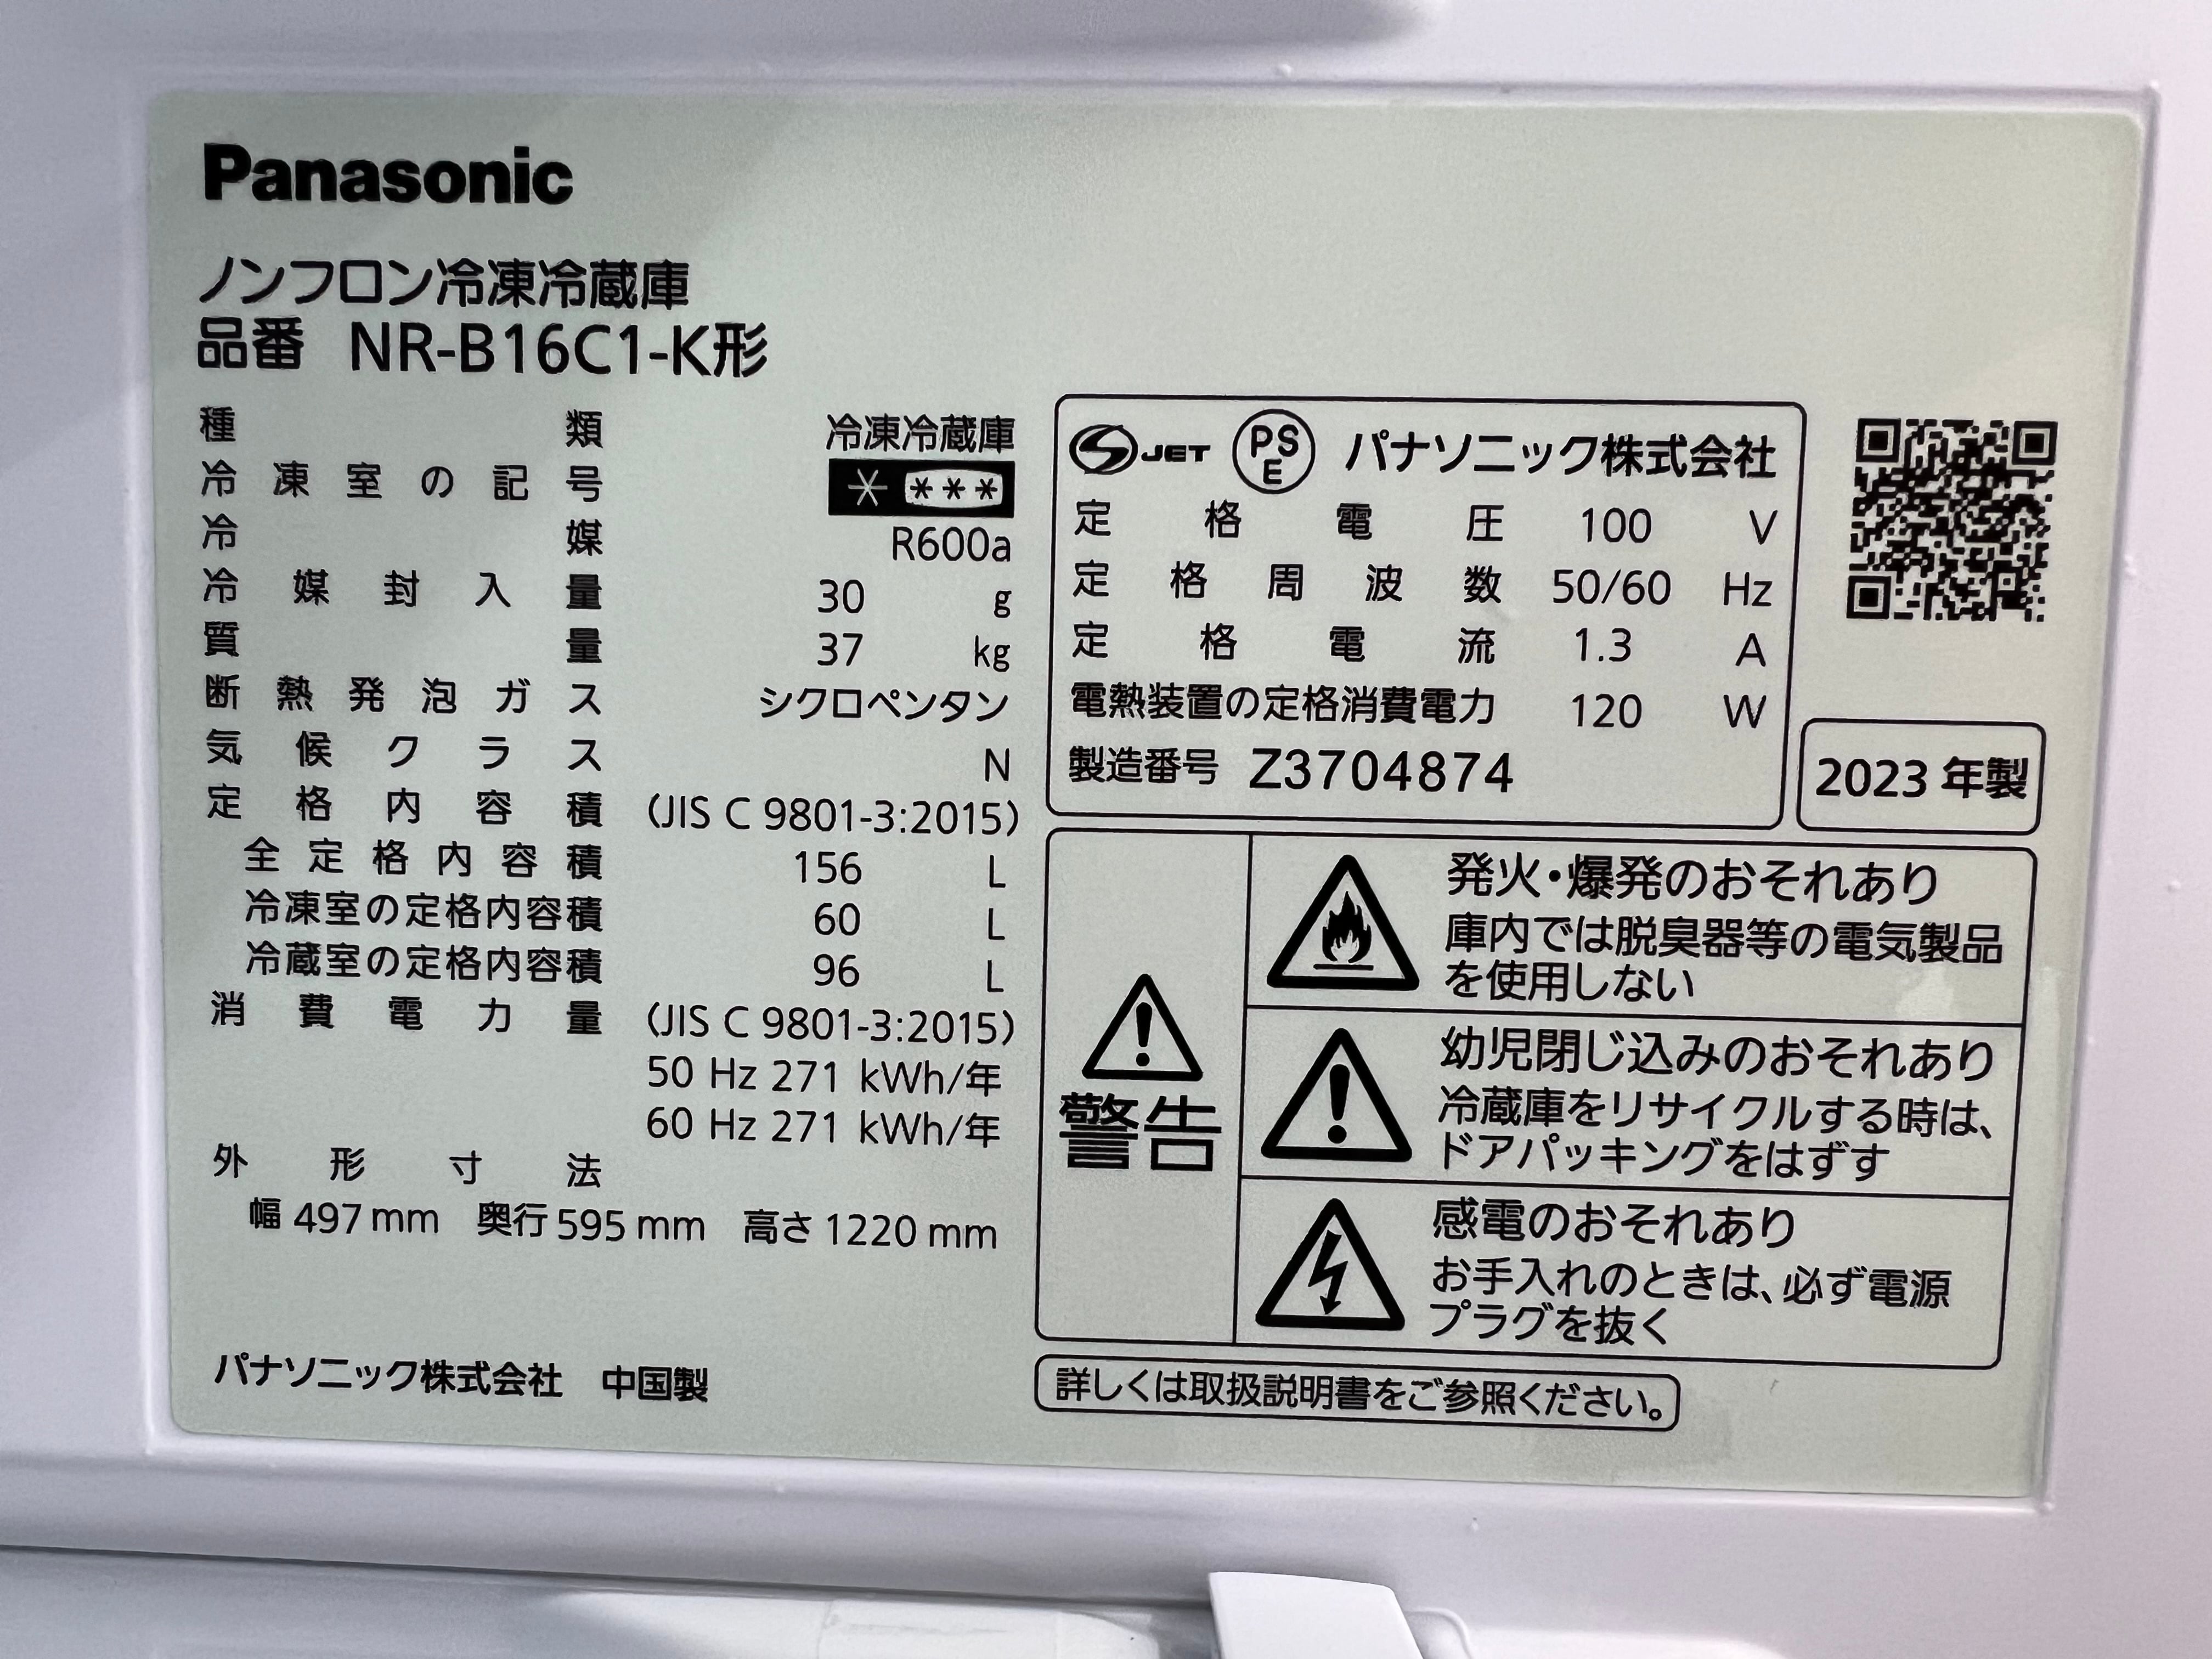 Panasonic
ノンフロン冷凍冷蔵庫
品番 NR-B16C1-K形
種類 冷凍冷蔵庫
冷凍室の記号 * ***
冷媒 R600a
冷媒封入量 30 g
質量 37 kg
断熱発泡ガス シクロペンタン
気候クラス N
定格内容積 (JIS C 9801-3:2015)
全定格内容積 156 L
冷凍室の定格内容積 60 L
冷蔵室の定格内容積 96 L
消費電力量 (JIS C 9801-3:2015)
50 Hz 271 kWh/年
60 Hz 271 kWh/年
外形寸法
幅 497 mm 奥行 595 mm 高さ 1220 mm
パナソニック株式会社 中国製
JET PSE パナソニック株式会社
定格電圧 100 V
定格周波数 50/60 Hz
定格電流 1.3 A
電熱装置の定格消費電力 120 W
製造番号 Z3704874
2023 年製
警告
発火・爆発のおそれあり
庫内では脱臭器等の電気製品
を使用しない
幼児閉じ込みのおそれあり
冷蔵庫をリサイクルする時は、
ドアパッキングをはずす
感電のおそれあり
お手入れのときは、必ず電源
プラグを抜く
詳しくは取扱説明書をご参照ください。